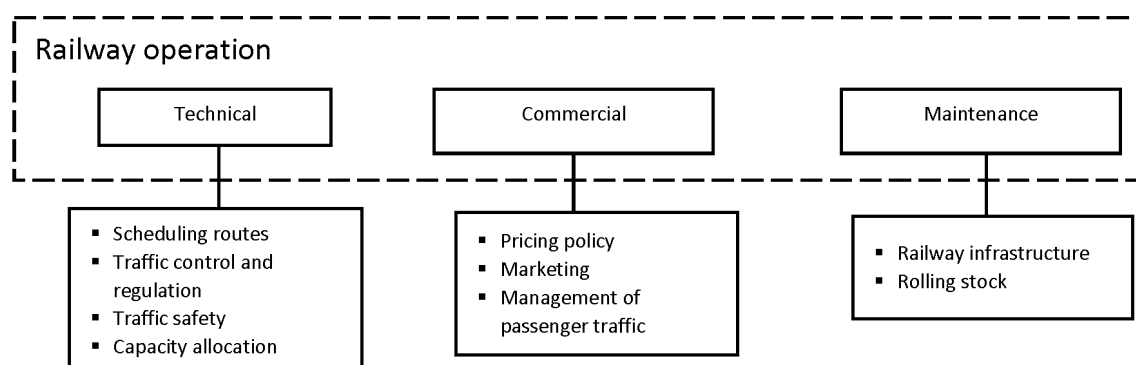 Railway operation
Technical
Commercial
Maintenance
▪ Scheduling routes
▪ Traffic control and
regulation
▪ Traffic safety
▪ Capacity allocation
▪ Pricing policy
▪ Marketing
▪ Management of
passenger traffic
▪ Railway infrastructure
▪ Rolling stock